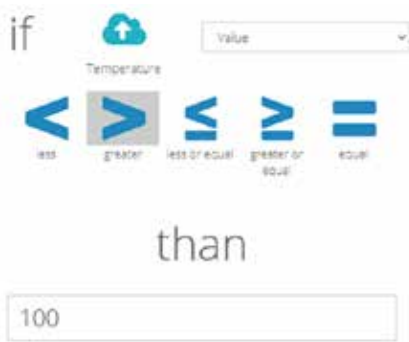 if
Value
Temperature
< > ≤ ≥ =
less greater less or equal greater or equal equal
than
100